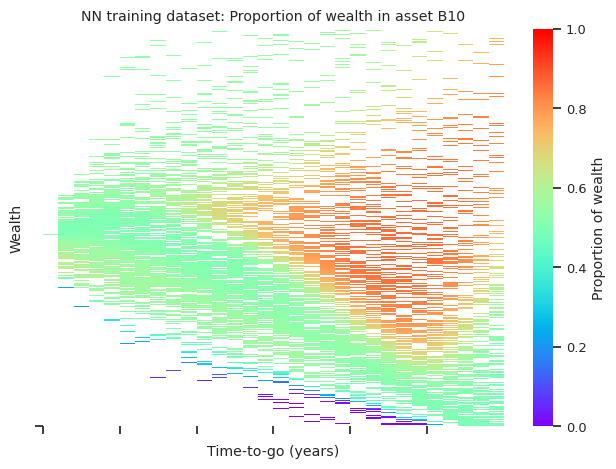 NN training dataset: Proportion of wealth in asset B10
Wealth
Time-to-go (years)
1.0
0.8
0.6
0.4
0.2
0.0
Proportion of wealth